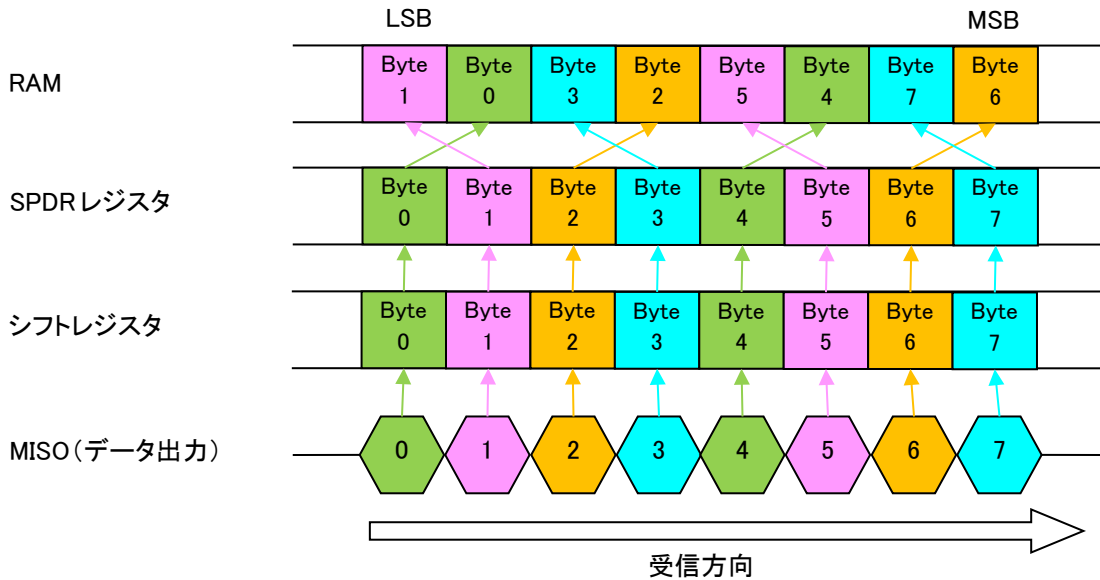 LSB MSB
RAM
Byte Byte Byte Byte Byte Byte Byte Byte
1 0 3 2 5 4 7 6
SPDRレジスタ
Byte Byte Byte Byte Byte Byte Byte Byte
0 1 2 3 4 5 6 7
シフトレジスタ
Byte Byte Byte Byte Byte Byte Byte Byte
0 1 2 3 4 5 6 7
MISO(データ出力) 0 1 2 3 4 5 6 7
受信方向